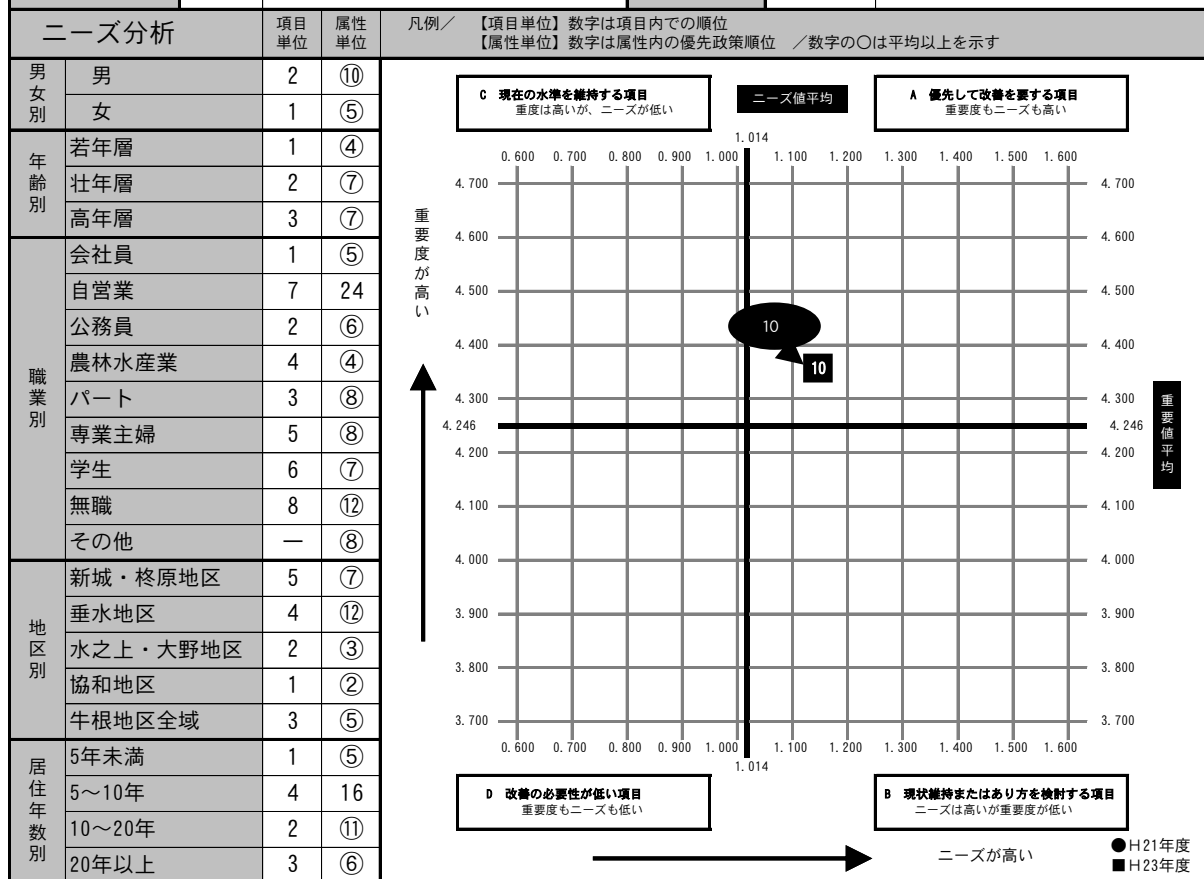 ニーズ分析 項目単位 属性単位
凡例／ 【項目単位】数字は項目内での順位
【属性単位】数字は属性内の優先政策順位 ／数字の○は平均以上を示す
男女別
男 2 ⑩
女 1 ⑤
年齢別
若年層 1 ④
壮年層 2 ⑦
高年層 3 ⑦
職業別
会社員 1 ⑤
自営業 7 24
公務員 2 ⑥
農林水産業 4 ④
パート 3 ⑧
専業主婦 5 ⑧
学生 6 ⑦
無職 8 ⑫
その他 ― ⑧
地区別
新城・柊原地区 5 ⑦
垂水地区 4 ⑫
水之上・大野地区 2 ③
協和地区 1 ②
牛根地区全域 3 ⑤
居住年数別
5年未満 1 ⑤
5～10年 4 16
10～20年 2 ⑪
20年以上 3 ⑥
C 現在の水準を維持する項目
重度は高いが、ニーズが低い
ニーズ値平均
A 優先して改善を要する項目
重要度もニーズも高い
1.014
0.600 0.700 0.800 0.900 1.000 1.100 1.200 1.300 1.400 1.500 1.600
4.700 4.700
4.600 4.600
4.500 4.500
4.400 4.400
4.300 4.300
4.246 4.246
4.200 4.200
4.100 4.100
4.000 4.000
3.900 3.900
3.800 3.800
3.700 3.700
重要度が高い
10
10
重要値平均
0.600 0.700 0.800 0.900 1.000 1.100 1.200 1.300 1.400 1.500 1.600
1.014
D 改善の必要性が低い項目
重要度もニーズも低い
B 現状維持またはあり方を検討する項目
ニーズは高いが重要度が低い
ニーズが高い
●H21年度
■H23年度